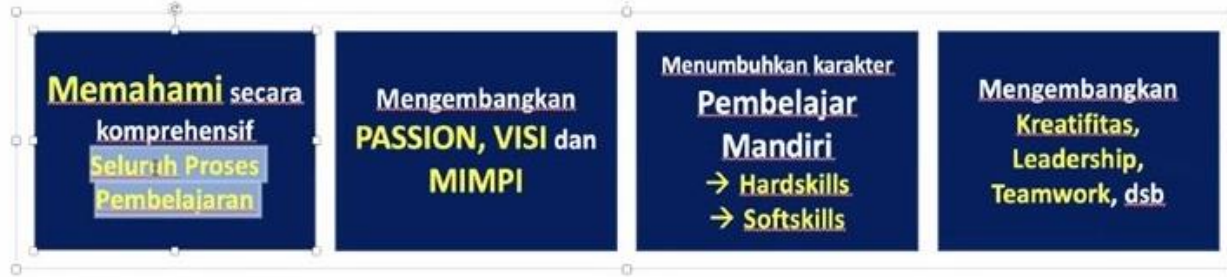 Memahami secara
komprehensif
Seluruh Proses
Pembelajaran
Mengembangkan
PASSION, VISI dan
MIMPI
Menumbuhkan karakter
Pembelajar
Mandiri
→ Hardskills
→ Softskills
Mengembangkan
Kreatifitas,
Leadership,
Teamwork, dsb